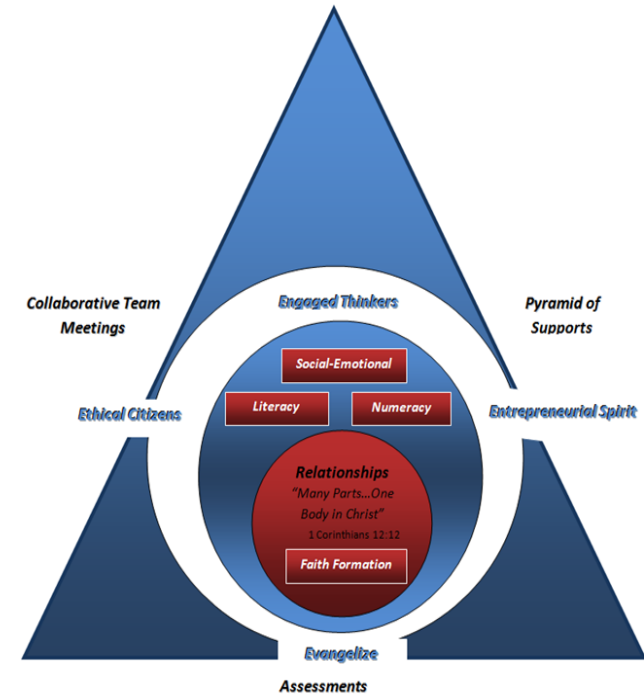 Collaborative Team
Meetings
Engaged Thinkers
Pyramid of
Supports
Social-Emotional
Literacy
Numeracy
Ethical Citizens
Entrepreneurial Spirit
Relationships
“Many Parts...One
Body in Christ”
1 Corinthians 12:12
Faith Formation
Evangelize
Assessments